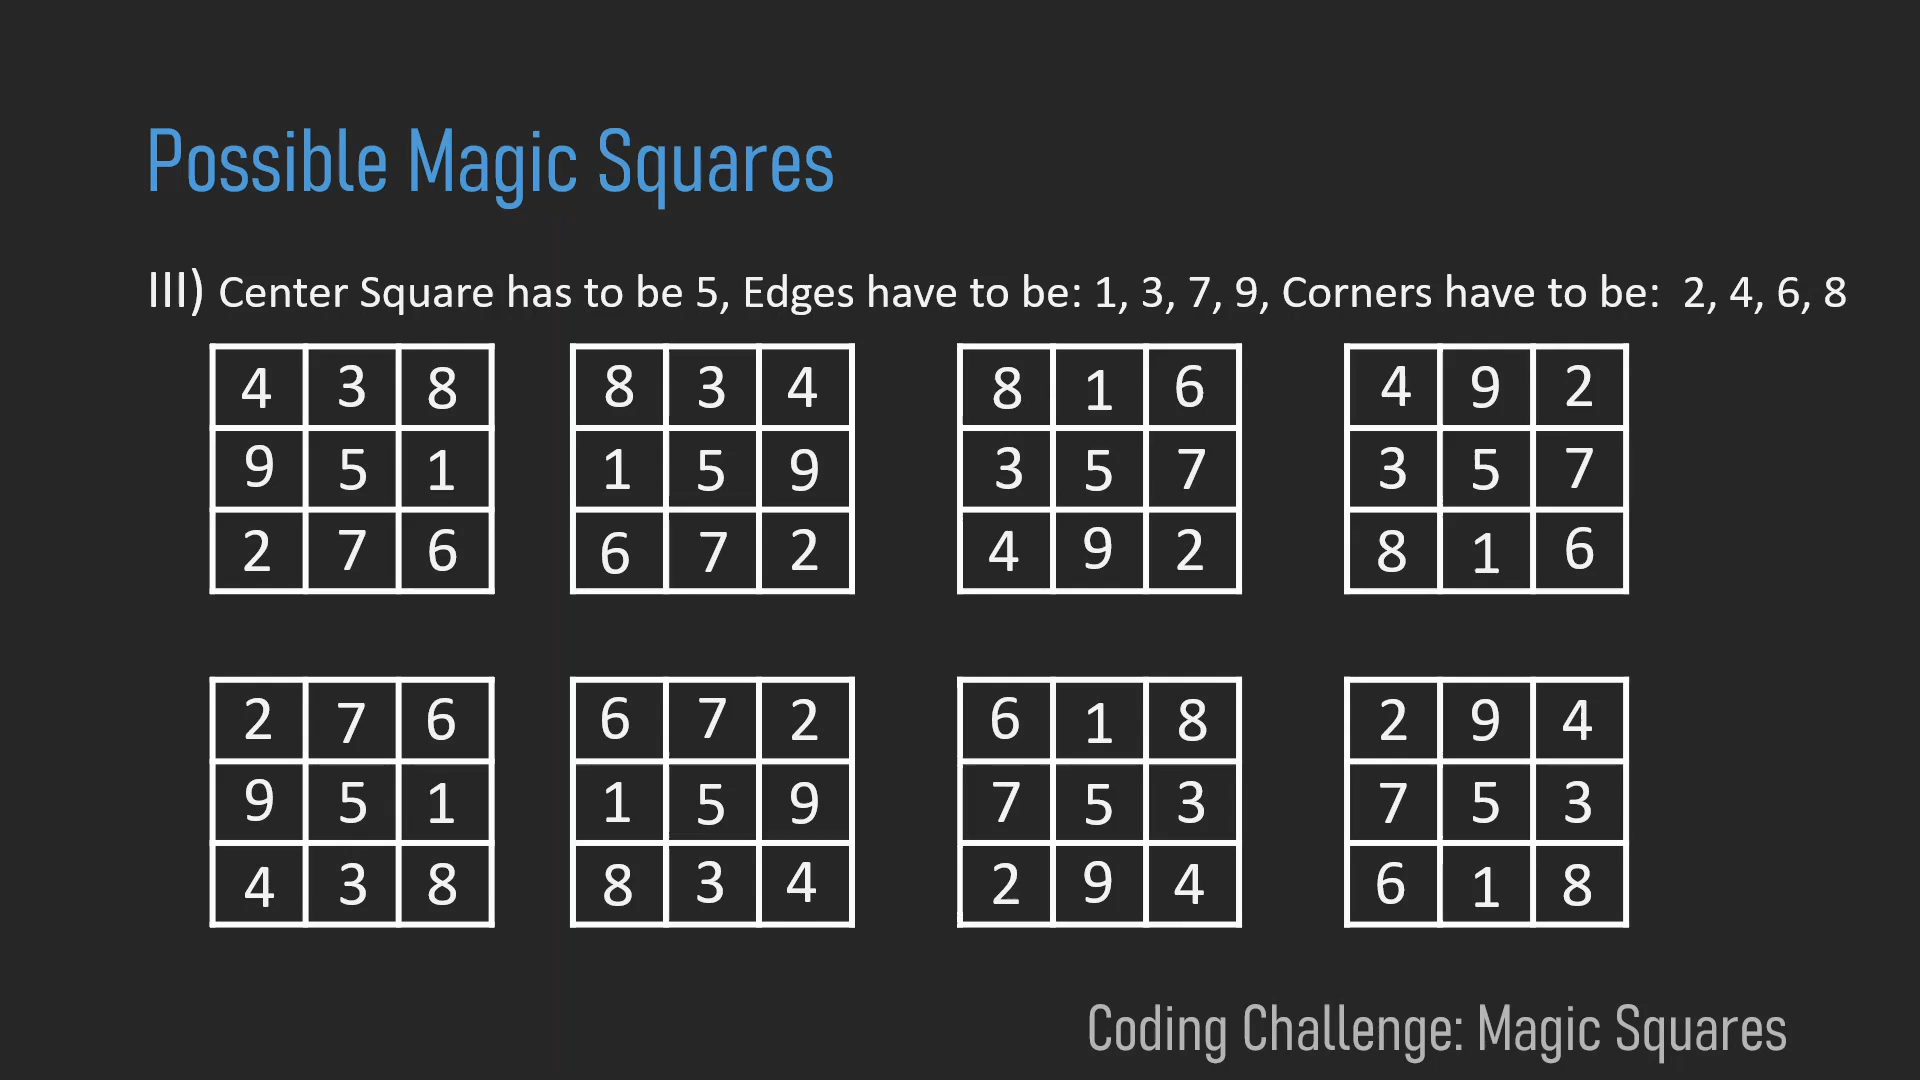 Possible Magic Squares
III) Center Square has to be 5, Edges have to be: 1, 3, 7, 9, Corners have to be: 2, 4, 6, 8
4 3 8
9 5 1
2 7 6
8 3 4
1 5 9
6 7 2
8 1 6
3 5 7
4 9 2
4 9 2
3 5 7
8 1 6
2 7 6
9 5 1
4 3 8
6 7 2
1 5 9
8 3 4
6 1 8
7 5 3
2 9 4
2 9 4
7 5 3
6 1 8
Coding Challenge: Magic Squares